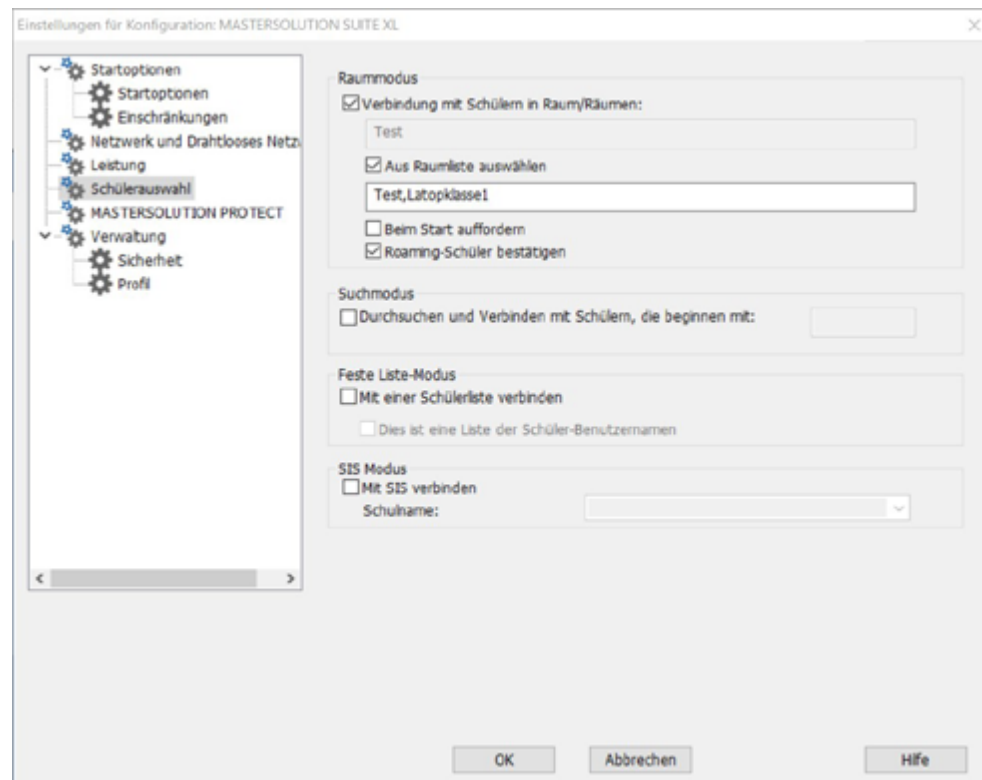 Einstellungen für Konfiguration: MASTERSOLUTION SUITE XL
Startoptionen
Startoptionen
Einschränkungen
Netzwerk und Drahtloses Netz
Leistung
Schülerauswahl
MASTERSOLUTION PROTECT
Verwaltung
Sicherheit
Profil
Raummodus
Verbindung mit Schülern in Raum/Räumen:
Test
Aus Raumliste auswählen
Test,Latopklasse1
Beim Start auffordern
Roaming-Schüler bestätigen
Suchmodus
Durchsuchen und Verbinden mit Schülern, die beginnen mit:
Feste Liste-Modus
Mit einer Schülerliste verbinden
Dies ist eine Liste der Schüler-Benutzernamen
SIS Modus
Mit SIS verbinden
Schulname:
OK
Abbrechen
Hilfe